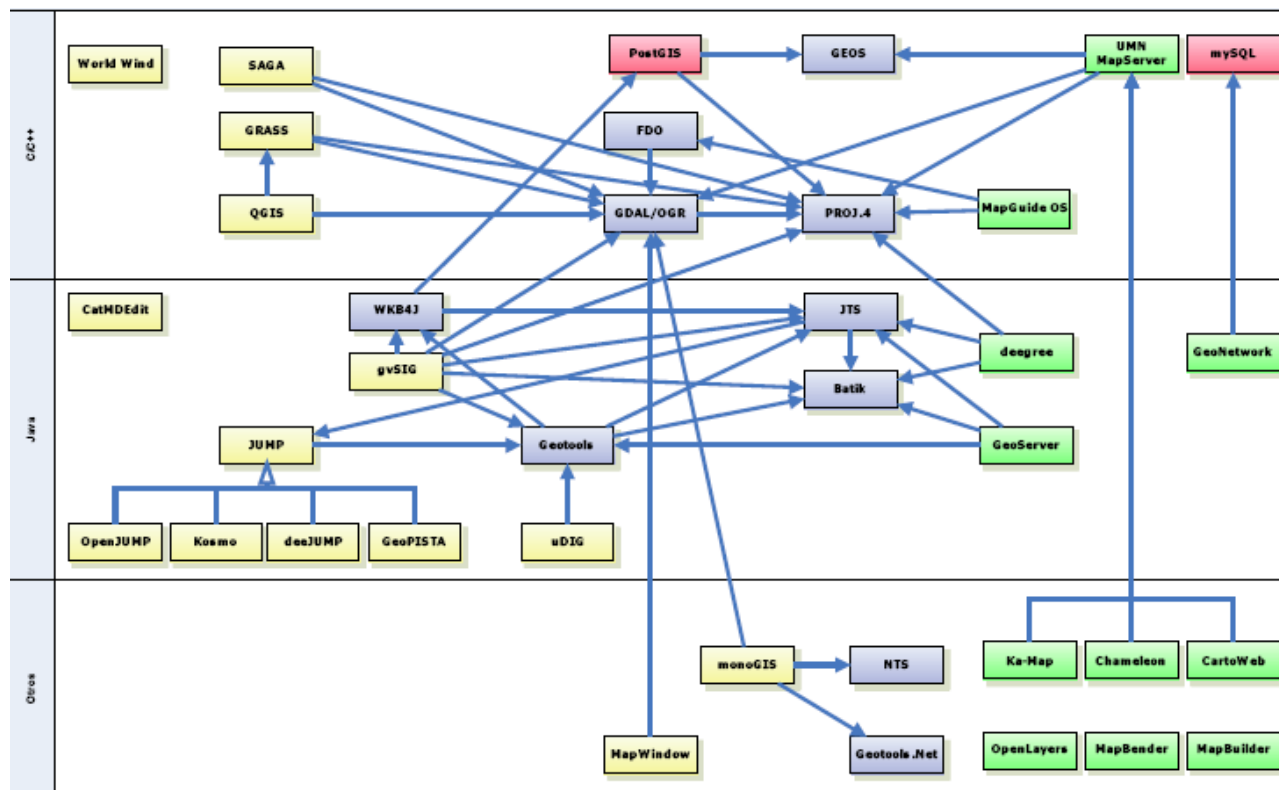 C/C++
World Wind
SAGA
PostGIS
GEOS
UMN
MapServer
mySQL
GRASS
FDO
QGIS
GDAL/OGR
PROJ.4
MapGuide OS
Java
CatMDEdit
WKB4J
JTS
deegree
GeoNetwork
gvSIG
Batik
JUMP
Geotools
GeoServer
OpenJUMP
Kosmo
deeJUMP
GeoPISTA
uDIG
Otros
monoGIS
NTS
Ka-Map
Chameleon
CartoWeb
MapWindow
Geotools.Net
OpenLayers
MapBender
MapBuilder